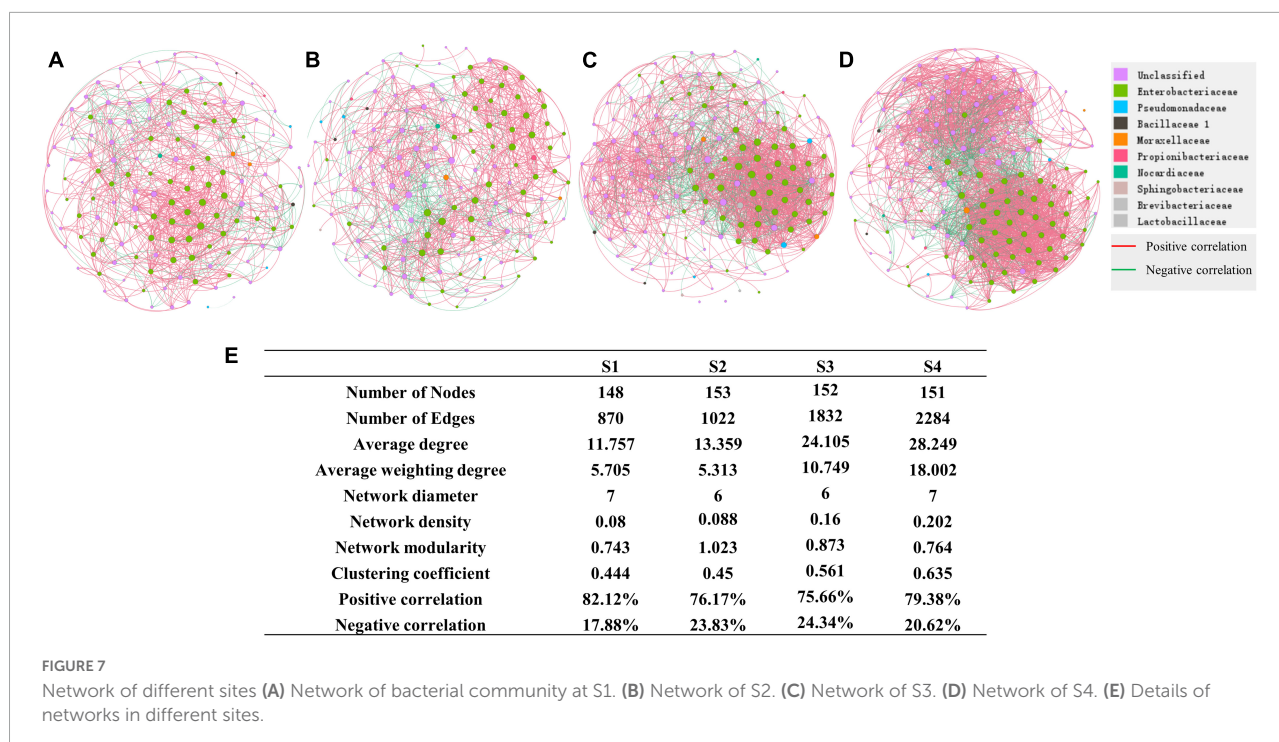 A
B
C
D
Unclassified
Enterobacteriaceae
Pseudomonadaceae
Bacillaceae 1
Moraxellaceae
Propionibacteriaceae
Nocardiaceae
Sphingobacteriaceae
Brevibacteriaceae
Lactobacillaceae
Positive correlation
Negative correlation
E
S1 S2 S3 S4
Number of Nodes 148 153 152 151
Number of Edges 870 1022 1832 2284
Average degree 11.757 13.359 24.105 28.249
Average weighting degree 5.705 5.313 10.749 18.002
Network diameter 7 6 6 7
Network density 0.08 0.088 0.16 0.202
Network modularity 0.743 1.023 0.873 0.764
Clustering coefficient 0.444 0.45 0.561 0.635
Positive correlation 82.12% 76.17% 75.66% 79.38%
Negative correlation 17.88% 23.83% 24.34% 20.62%
FIGURE 7
Network of different sites (A) Network of bacterial community at S1. (B) Network of S2. (C) Network of S3. (D) Network of S4. (E) Details of
networks in different sites.